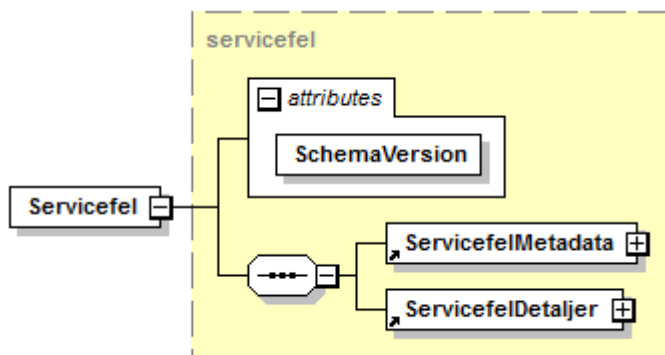 servicefel
attributes
SchemaVersion
Servicefel
ServicefelMetadata
ServicefelDetaljer